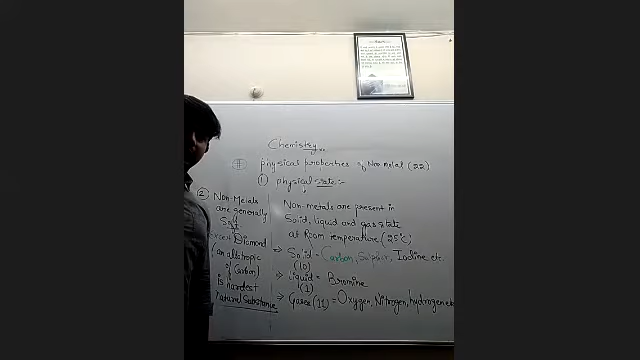 Chemistry...
# Physical properties of Non metal (22)
① physical state :-
② Non-Metals
are generally
Soft
except Diamond
an allotropic
of (carbon)
is hardest
natural substance
Non-metals are present in
Solid, liquid and gas state
at Room temperature (25°C)
⇒ Solid = Carbon, Sulphur, Iodine etc.
(10)
⇒ Liquid = Bromine
(1)
⇒ Gases (11) = Oxygen, Nitrogen, hydrogen etc